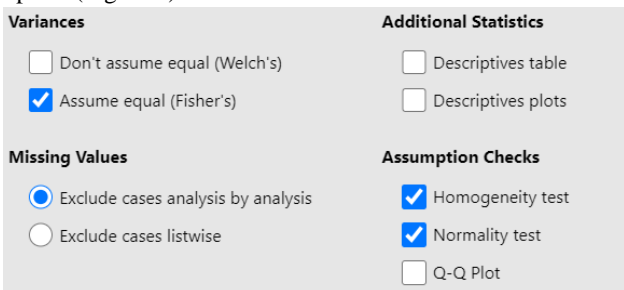 Variances
Don't assume equal (Welch's)
Assume equal (Fisher's)
Missing Values
Exclude cases analysis by analysis
Exclude cases listwise
Additional Statistics
Descriptives table
Descriptives plots
Assumption Checks
Homogeneity test
Normality test
Q-Q Plot